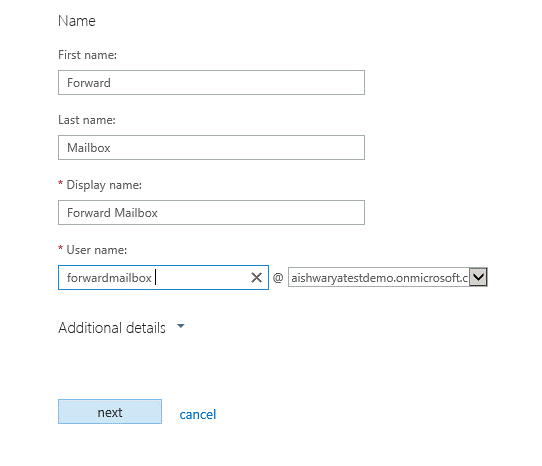 Name
First name:
Forward
Last name:
Mailbox
* Display name:
Forward Mailbox
* User name:
forwardmailbox @ aishwaryatestdemo.onmicrosoft.c
Additional details
next cancel